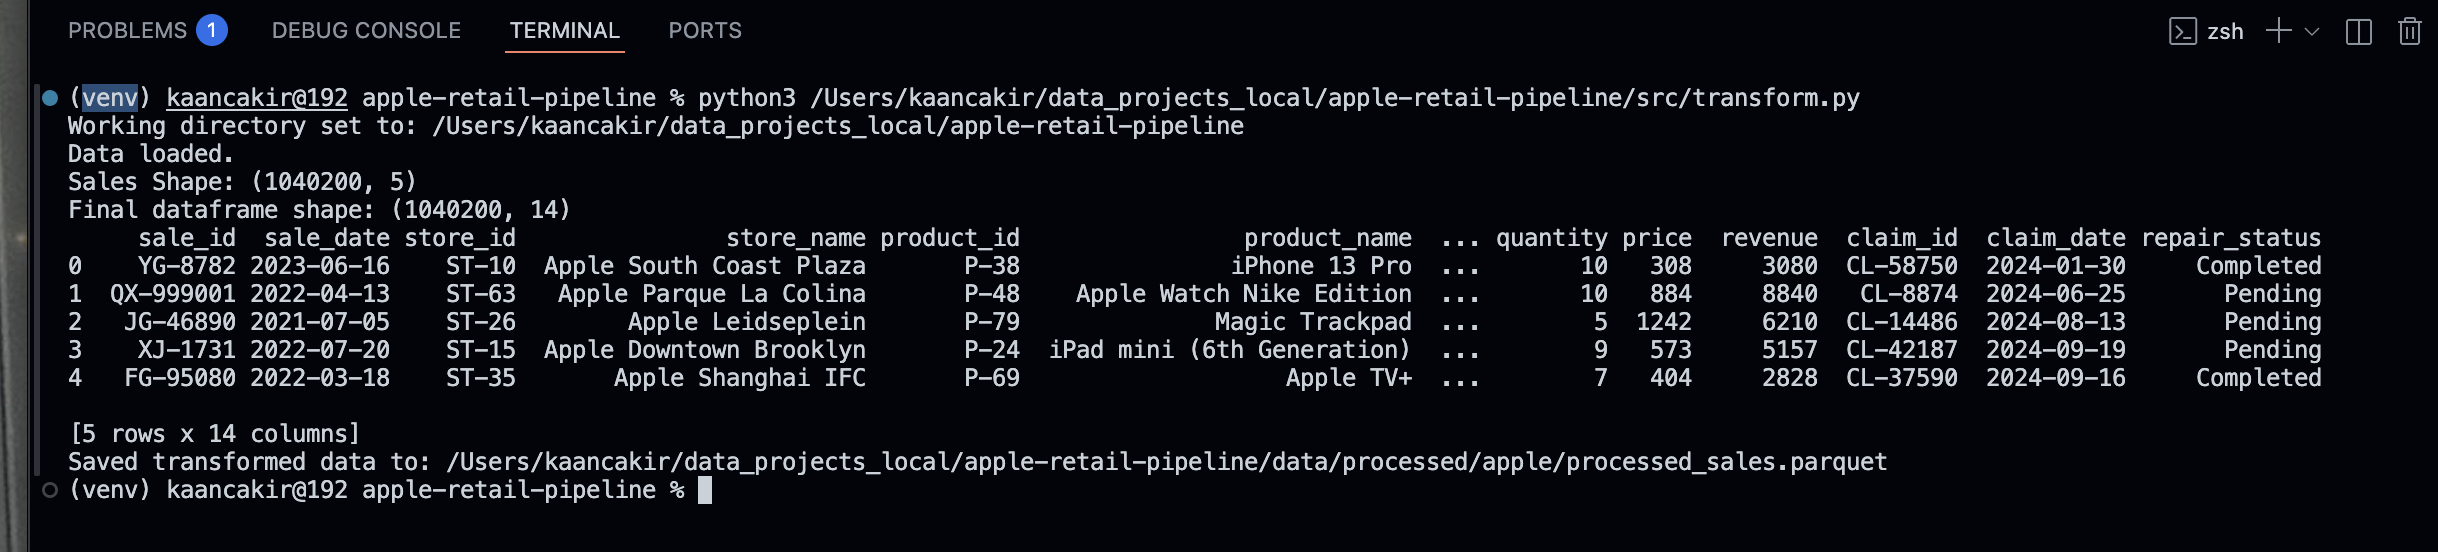 PROBLEMS 1 DEBUG CONSOLE TERMINAL PORTS zsh
(venv) kaancakir@192 apple-retail-pipeline % python3 /Users/kaancakir/data_projects_local/apple-retail-pipeline/src/transform.py
Working directory set to: /Users/kaancakir/data_projects_local/apple-retail-pipeline
Data loaded.
Sales Shape: (1040200, 5)
Final dataframe shape: (1040200, 14)
     sale_id  sale_date store_id               store_name product_id                product_name  ... quantity price  revenue  claim_id  claim_date repair_status
0    YG-8782 2023-06-16    ST-10  Apple South Coast Plaza       P-38               iPhone 13 Pro  ...       10   308     3080  CL-58750  2024-01-30     Completed
1  QX-999001 2022-04-13    ST-63   Apple Parque La Colina       P-48    Apple Watch Nike Edition  ...       10   884     8840   CL-8874  2024-06-25       Pending
2   JG-46890 2021-07-05    ST-26        Apple Leidseplein       P-79              Magic Trackpad  ...        5  1242     6210  CL-14486  2024-08-13       Pending
3    XJ-1731 2022-07-20    ST-15  Apple Downtown Brooklyn       P-24  iPad mini (6th Generation)  ...        9   573     5157  CL-42187  2024-09-19       Pending
4   FG-95080 2022-03-18    ST-35       Apple Shanghai IFC       P-69                   Apple TV+  ...        7   404     2828  CL-37590  2024-09-16     Completed
[5 rows x 14 columns]
Saved transformed data to: /Users/kaancakir/data_projects_local/apple-retail-pipeline/data/processed/apple/processed_sales.parquet
(venv) kaancakir@192 apple-retail-pipeline %